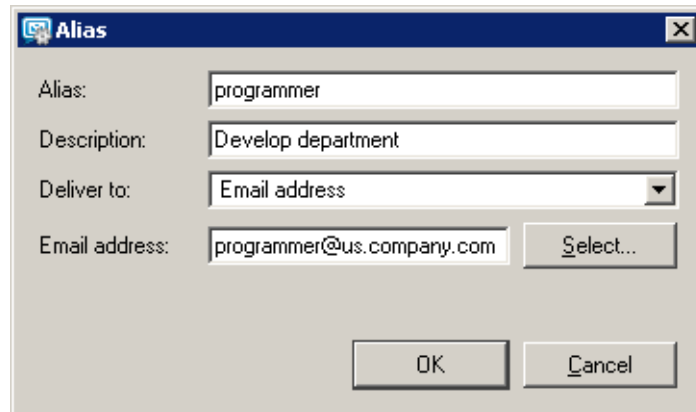 Alias
Alias: programmer
Description: Develop department
Deliver to: Email address
Email address: programmer@us.company.com Select...
OK Cancel